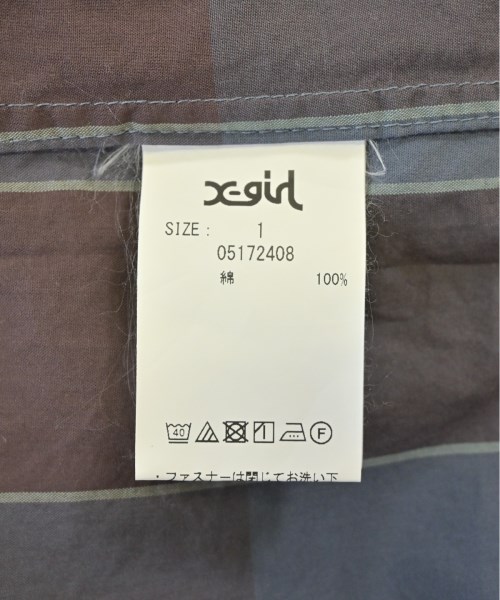 X-girl
SIZE : 1
05172408
綿 100%
40 F
・ファスナーは閉じてお洗い下